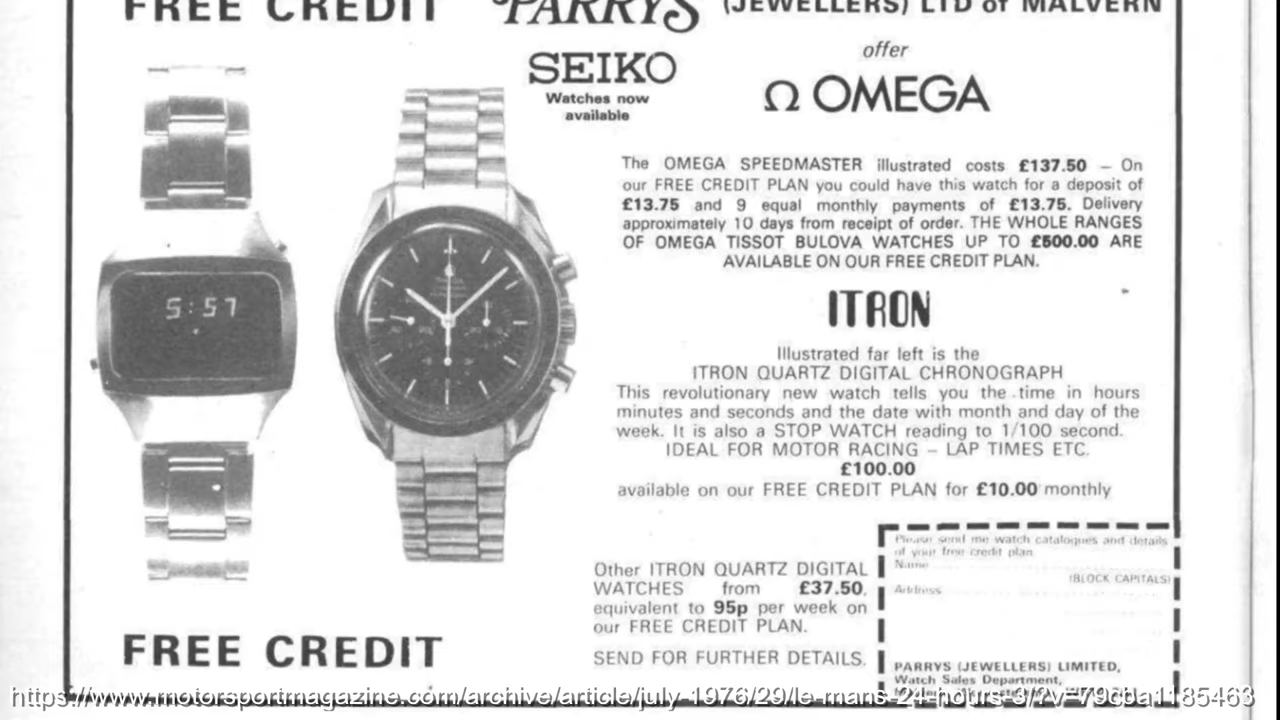 FREE CREDIT
PARRYS (JEWELLERS) LTD of MALVERN
offer
SEIKO
Watches now
available
Ω OMEGA
The OMEGA SPEEDMASTER illustrated costs £137.50 – On
our FREE CREDIT PLAN you could have this watch for a deposit of
£13.75 and 9 equal monthly payments of £13.75. Delivery
approximately 10 days from receipt of order. THE WHOLE RANGES
OF OMEGA TISSOT BULOVA WATCHES UP TO £500.00 ARE
AVAILABLE ON OUR FREE CREDIT PLAN.
5:57
ITRON
Illustrated far left is the
ITRON QUARTZ DIGITAL CHRONOGRAPH
This revolutionary new watch tells you the time in hours
minutes and seconds and the date with month and day of the
week. It is also a STOP WATCH reading to 1/100 second.
IDEAL FOR MOTOR RACING – LAP TIMES ETC.
£100.00
available on our FREE CREDIT PLAN for £10.00 monthly
Other ITRON QUARTZ DIGITAL
WATCHES from £37.50,
equivalent to 95p per week on
our FREE CREDIT PLAN.
SEND FOR FURTHER DETAILS.
Please send me watch catalogues and details
of your free credit plan
Name
(BLOCK CAPITALS)
Address
PARRYS (JEWELLERS) LIMITED,
Watch Sales Department,
FREE CREDIT
https://www.motorsportmagazine.com/archive/article/july-1976/29/le-mans-24-hours-3/?v=79cba1185463